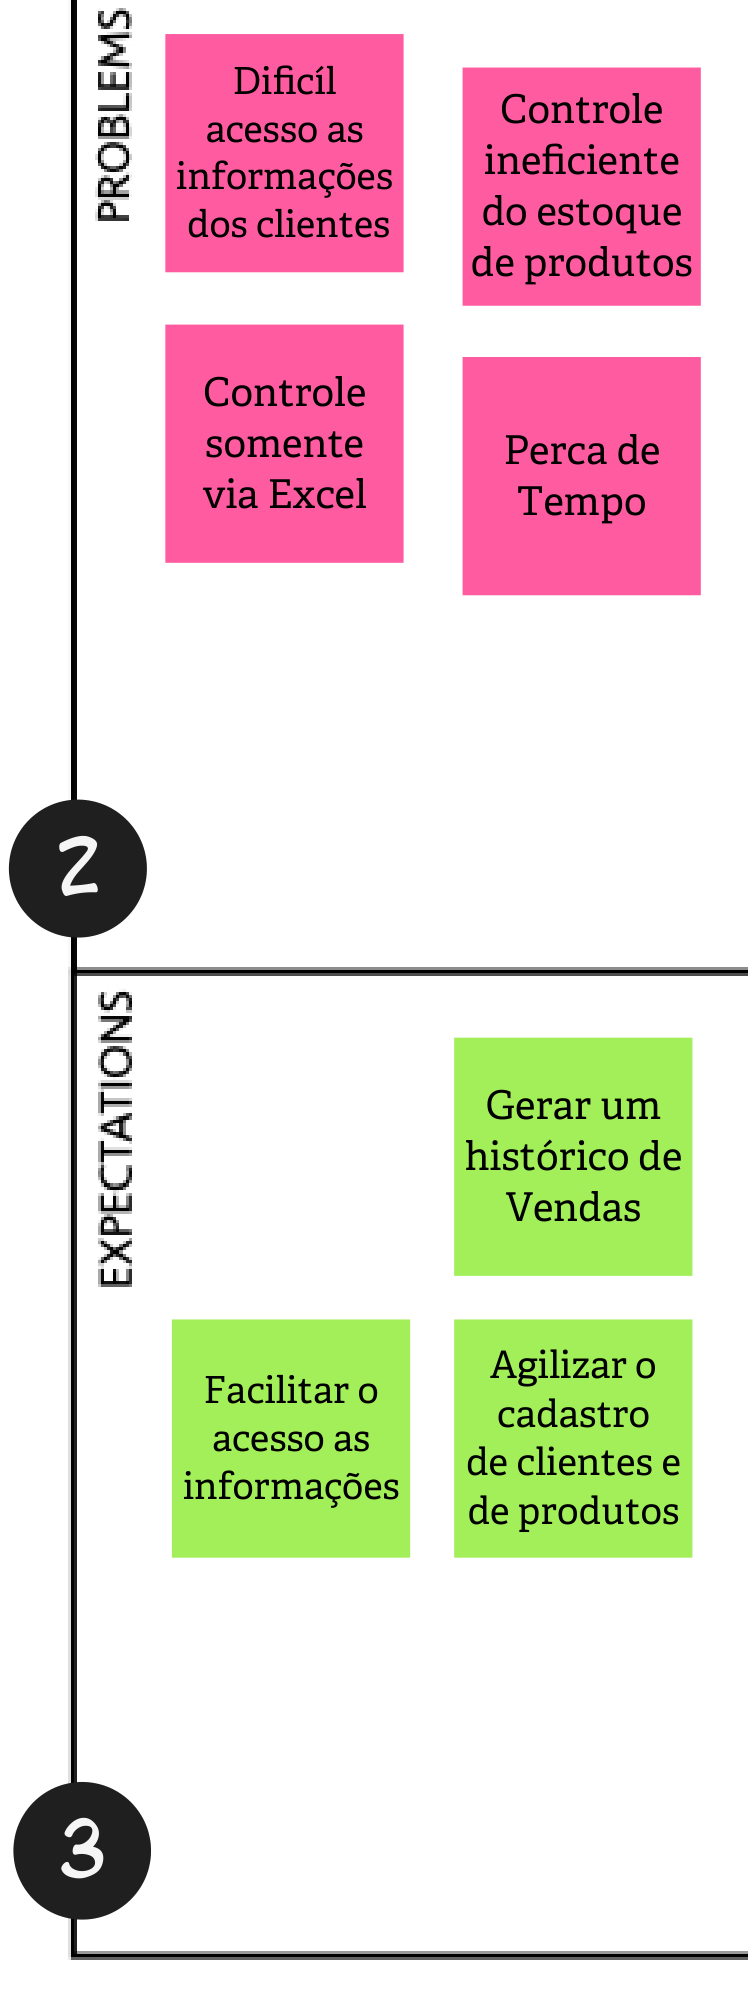 PROBLEMS
Dificíl
acesso as
informações
dos clientes
Controle
ineficiente
do estoque
de produtos
Controle
somente
via Excel
Perca de
Tempo
2
EXPECTATIONS
Gerar um
histórico de
Vendas
Facilitar o
acesso as
informações
Agilizar o
cadastro
de clientes e
de produtos
3